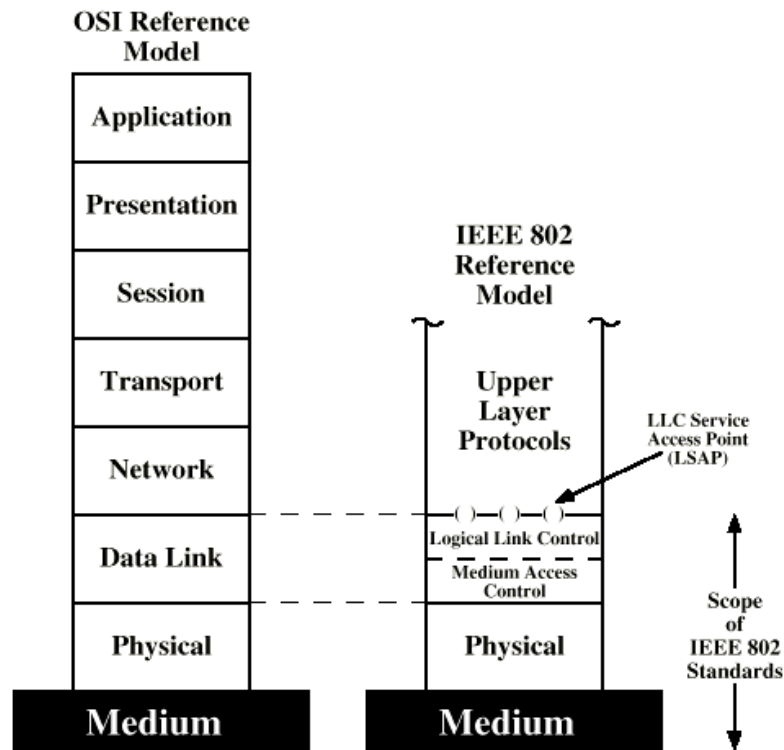 OSI Reference
Model
Application
Presentation
Session
Transport
Network
Data Link
Physical
Medium
IEEE 802
Reference
Model
Upper
Layer
Protocols
LLC Service
Access Point
(LSAP)
Logical Link Control
Medium Access
Control
Physical
Medium
Scope
of
IEEE 802
Standards